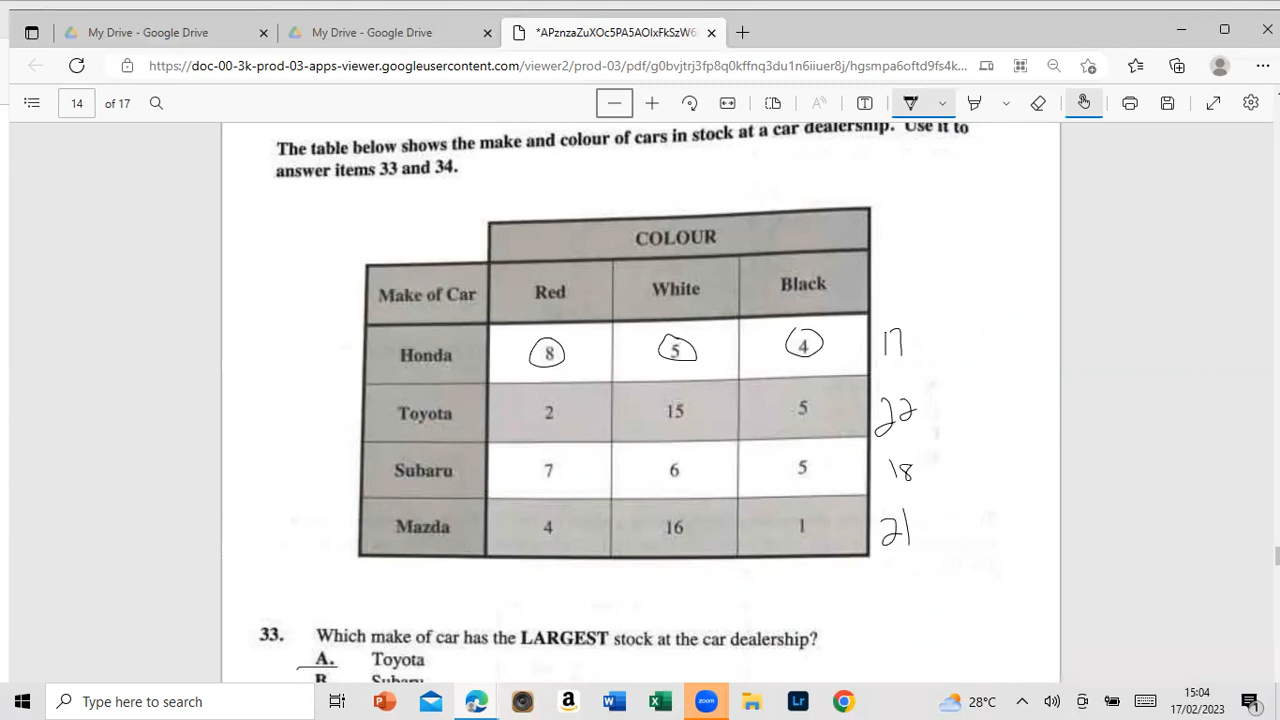 My Drive - Google Drive
My Drive - Google Drive
*APznzaZuXOc5PA5AOIxFkSzW6
https://doc-00-3k-prod-03-apps-viewer.googleusercontent.com/viewer2/prod-03/pdf/g0bvjtrj3fp8q0kffnq3du1n6iiuer8j/hgsmpa6oftd9fs4k...
14 of 17
The table below shows the make and colour of cars in stock at a car dealership. Use it to
answer items 33 and 34.
COLOUR
Make of Car Red White Black
Honda 8 5 4 17
Toyota 2 15 5 22
Subaru 7 6 5 18
Mazda 4 16 1 21
33. Which make of car has the LARGEST stock at the car dealership?
A. Toyota
B. Subaru
Type here to search
zoom
Lr
28°C
15:04
17/02/2023
1